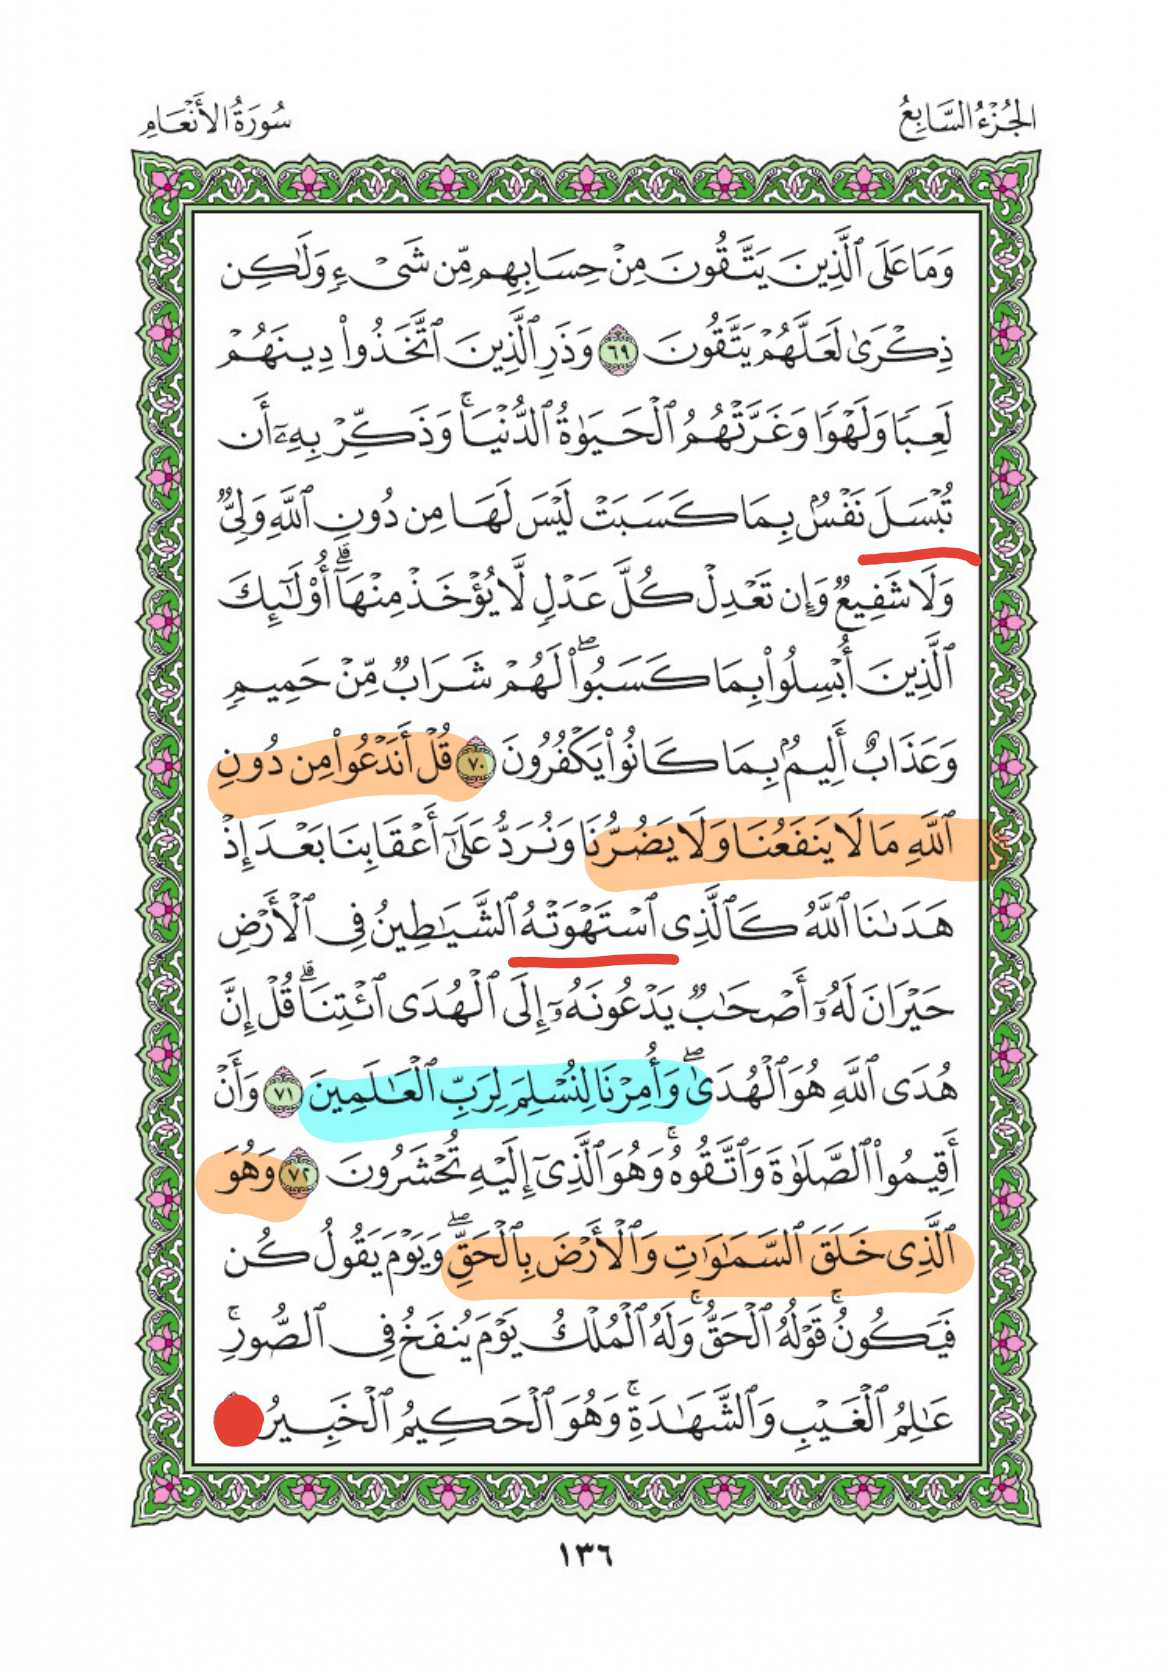 الجُزْءُ السَّابِعُ
سُورَةُ الأَنْعَامِ
وَمَا عَلَى ٱلَّذِينَ يَتَّقُونَ مِنْ حِسَابِهِم مِّن شَىْءٍ وَلَٰكِن
ذِكْرَىٰ لَعَلَّهُمْ يَتَّقُونَ ٦٩ وَذَرِ ٱلَّذِينَ ٱتَّخَذُوا۟ دِينَهُمْ
لَعِبًا وَلَهْوًا وَغَرَّتْهُمُ ٱلْحَيَوٰةُ ٱلدُّنْيَا ۚ وَذَكِّرْ بِهِۦٓ أَن
تُبْسَلَ نَفْسٌۢ بِمَا كَسَبَتْ لَيْسَ لَهَا مِن دُونِ ٱللَّهِ وَلِىٌّ
وَلَا شَفِيعٌ وَإِن تَعْدِلْ كُلَّ عَدْلٍ لَّا يُؤْخَذْ مِنْهَآ ۗ أُو۟لَٰٓئِكَ
ٱلَّذِينَ أُبْسِلُوا۟ بِمَا كَسَبُوا۟ ۖ لَهُمْ شَرَابٌ مِّنْ حَمِيمٍ
وَعَذَابٌ أَلِيمٌۢ بِمَا كَانُوا۟ يَكْفُرُونَ ٧٠ قُلْ أَنَدْعُوا۟ مِن دُونِ
ٱللَّهِ مَا لَا يَنفَعُنَا وَلَا يَضُرُّنَا وَنُرَدُّ عَلَىٰٓ أَعْقَابِنَا بَعْدَ إِذْ
هَدَىٰنَا ٱللَّهُ كَٱلَّذِى ٱسْتَهْوَتْهُ ٱلشَّيَٰطِينُ فِى ٱلْأَرْضِ
حَيْرَانَ لَهُۥٓ أَصْحَٰبٌ يَدْعُونَهُۥٓ إِلَى ٱلْهُدَى ٱئْتِنَا ۗ قُلْ إِنَّ
هُدَى ٱللَّهِ هُوَ ٱلْهُدَىٰ ۖ وَأُمِرْنَا لِنُسْلِمَ لِرَبِّ ٱلْعَٰلَمِينَ ٧١ وَأَنْ
أَقِيمُوا۟ ٱلصَّلَوٰةَ وَٱتَّقُوهُ ۚ وَهُوَ ٱلَّذِىٓ إِلَيْهِ تُحْشَرُونَ ٧٢ وَهُوَ
ٱلَّذِى خَلَقَ ٱلسَّمَٰوَٰتِ وَٱلْأَرْضَ بِٱلْحَقِّ ۖ وَيَوْمَ يَقُولُ كُن
فَيَكُونُ ۚ قَوْلُهُ ٱلْحَقُّ ۚ وَلَهُ ٱلْمُلْكُ يَوْمَ يُنفَخُ فِى ٱلصُّورِ ۚ
عَٰلِمُ ٱلْغَيْبِ وَٱلشَّهَٰدَةِ ۚ وَهُوَ ٱلْحَكِيمُ ٱلْخَبِيرُ
١٣٦